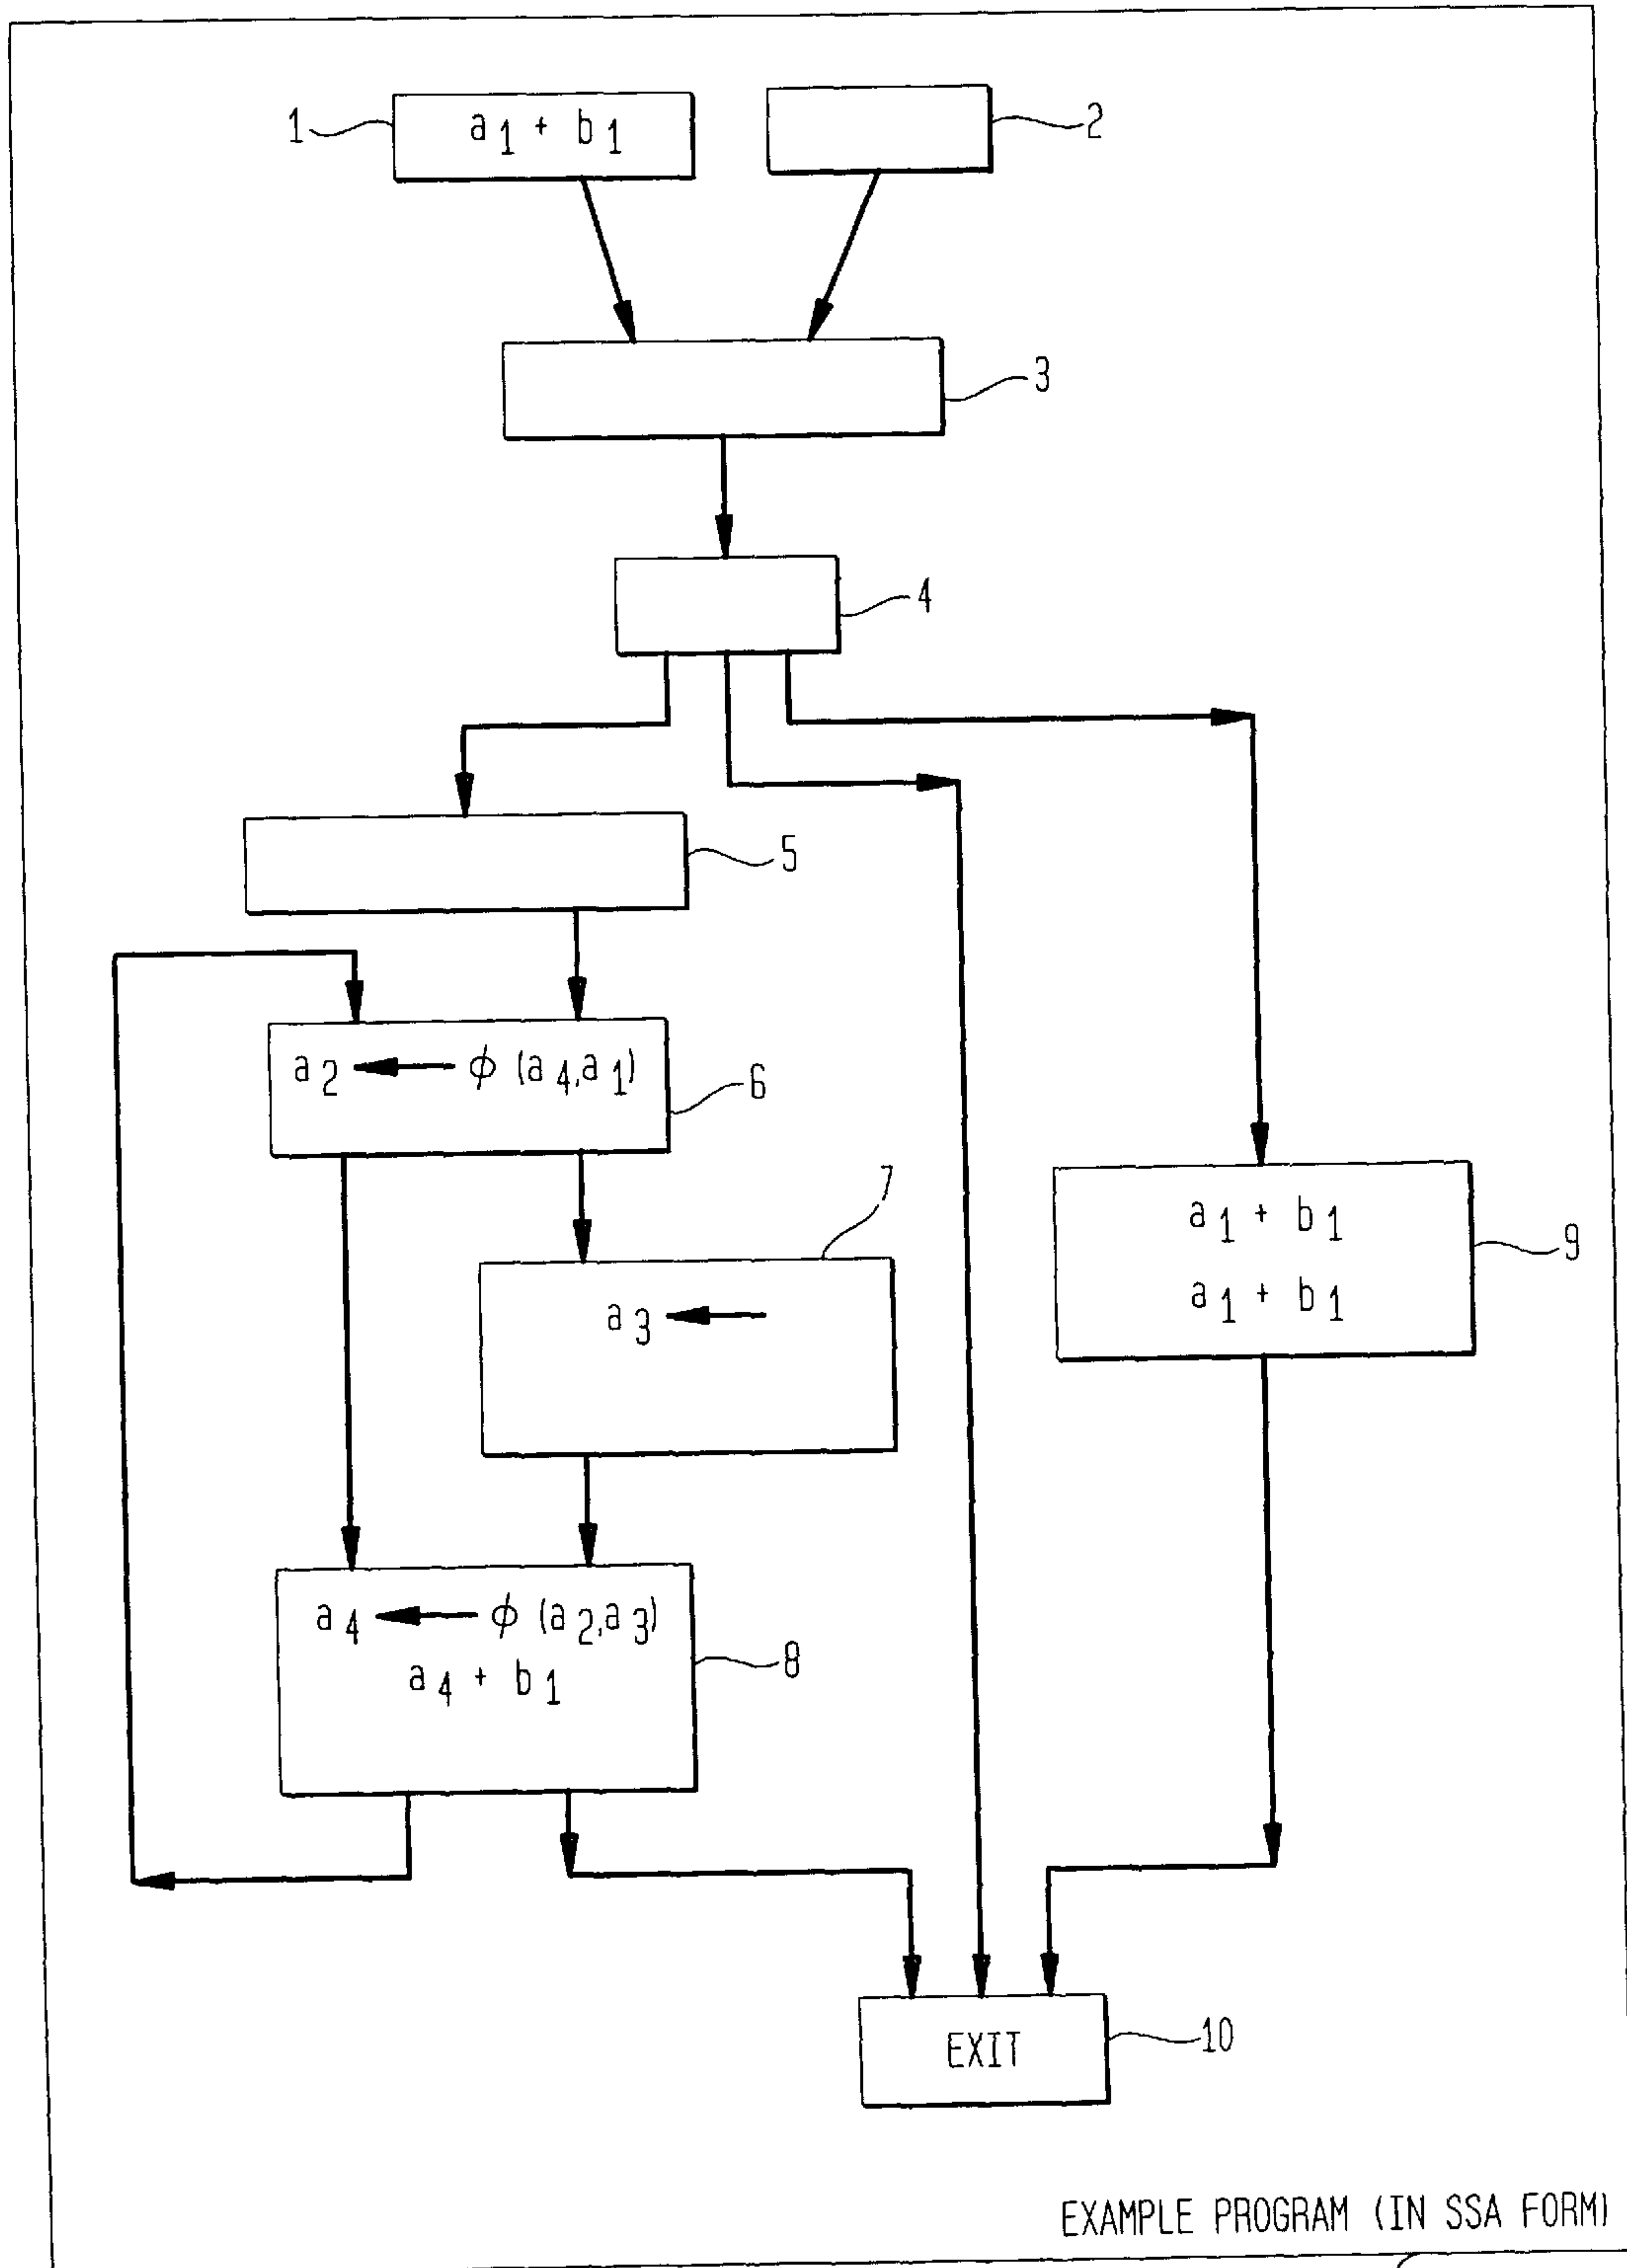 1
a1 + b1
2
3
4
5
a2 ← ϕ (a4,a1)
6
7
a3 ←
a1 + b1
a1 + b1
9
a4 ← ϕ (a2,a3)
a4 + b1
8
EXIT
10
EXAMPLE PROGRAM (IN SSA FORM)